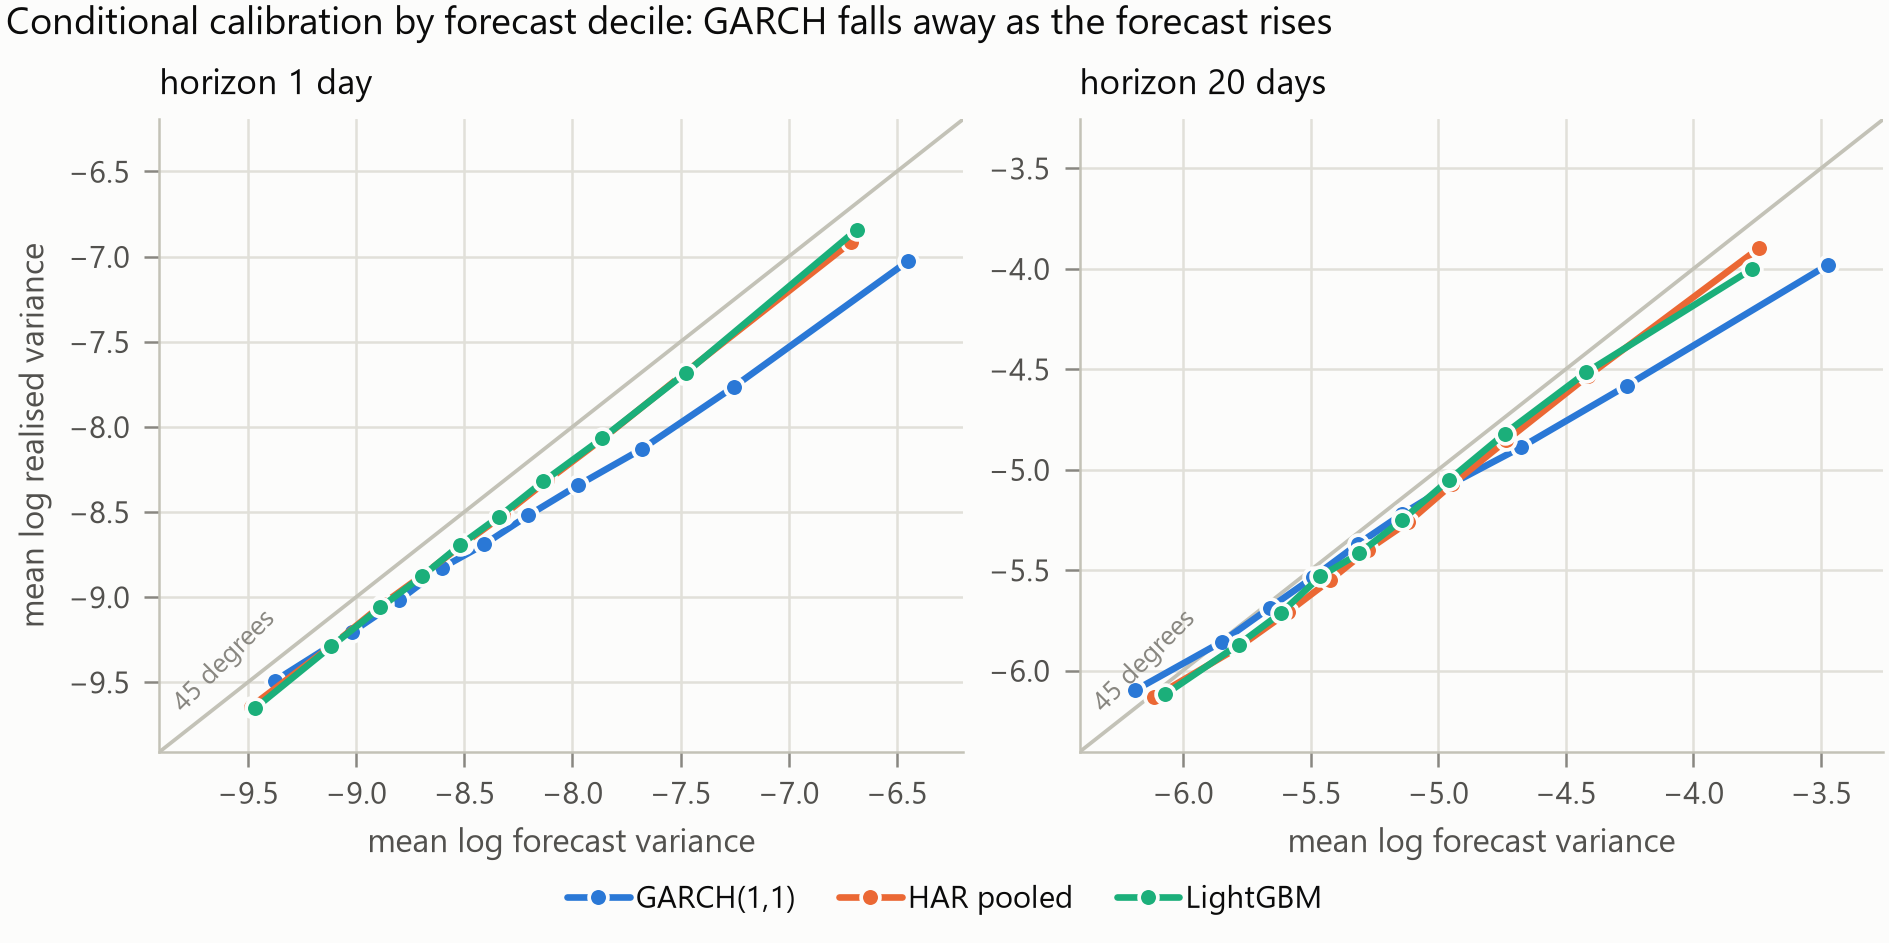 Conditional calibration by forecast decile: GARCH falls away as the forecast rises
horizon 1 day
−6.5
−7.0
−7.5
−8.0
−8.5
−9.0
−9.5
mean log realised variance
45 degrees
−9.5 −9.0 −8.5 −8.0 −7.5 −7.0 −6.5
mean log forecast variance
horizon 20 days
−3.5
−4.0
−4.5
−5.0
−5.5
−6.0
45 degrees
−6.0 −5.5 −5.0 −4.5 −4.0 −3.5
mean log forecast variance
GARCH(1,1) HAR pooled LightGBM